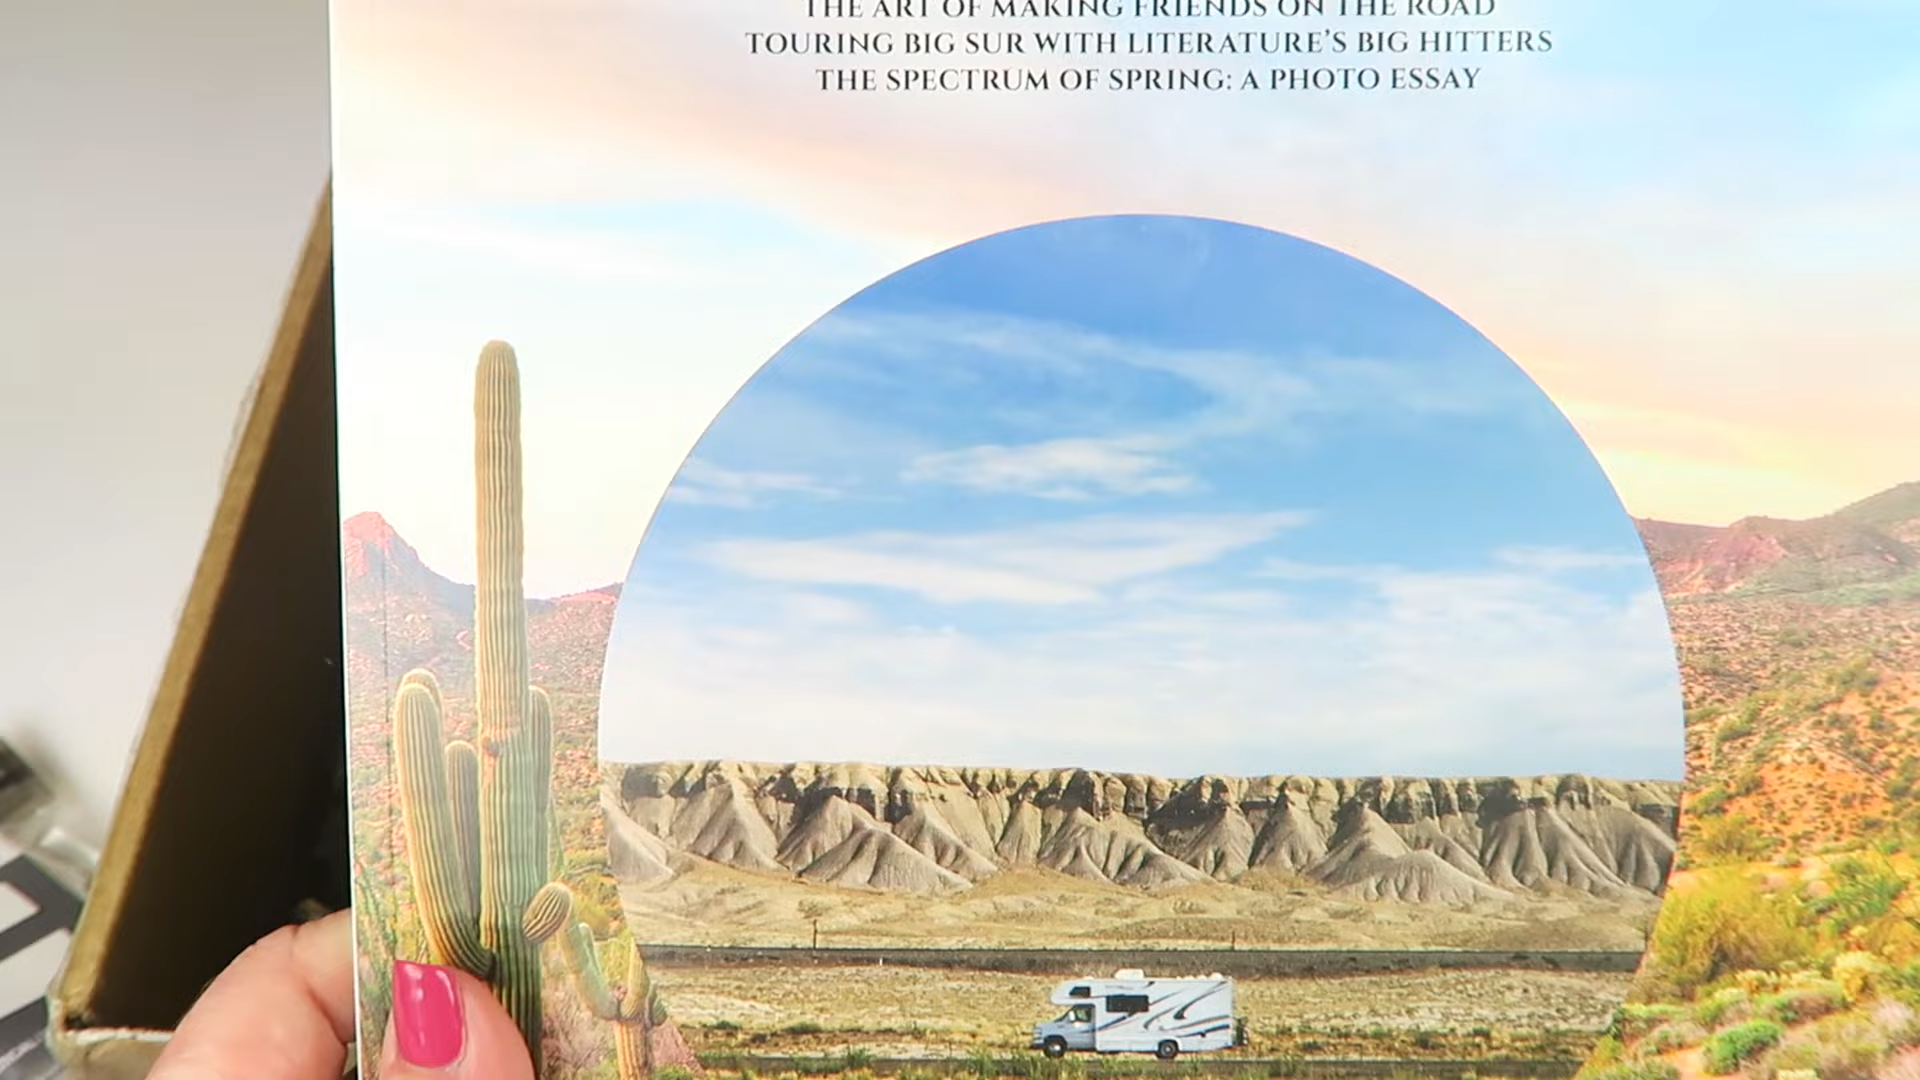 THE ART OF MAKING FRIENDS ON THE ROAD
TOURING BIG SUR WITH LITERATURE'S BIG HITTERS
THE SPECTRUM OF SPRING: A PHOTO ESSAY